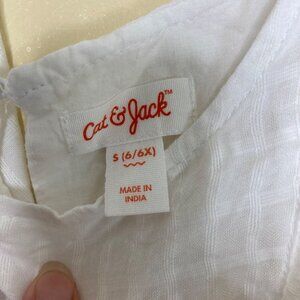 Cat & Jack™
S (6/6X)
MADE IN
INDIA